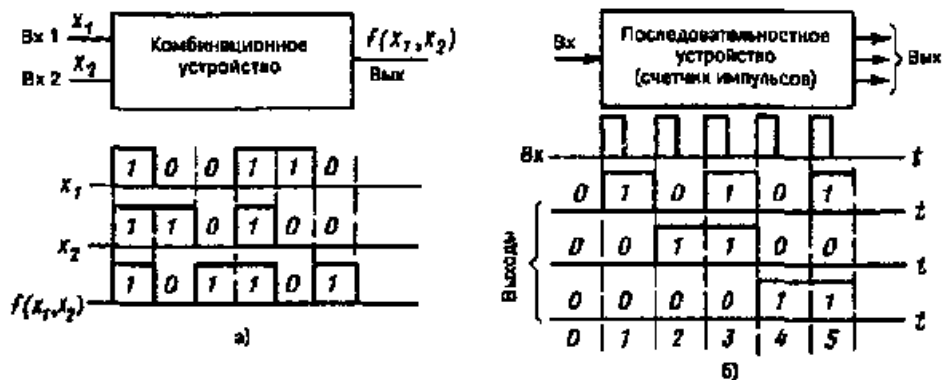 Вх 1 X₁
Вх 2 X₂
Комбинационное
устройство
f(X₁,X₂)
Вых
X₁ 1 0 0 1 1 0
X₂ 1 1 0 1 0 0
f(X₁,X₂) 1 0 1 1 0 1
а)
Вх
Последовательностное
устройство
(счетчик импульсов)
Вых
Вх t
0 1 0 1 0 1 t
Выходы
0 0 1 1 0 0 t
0 0 0 0 1 1 t
0 1 2 3 4 5
б)